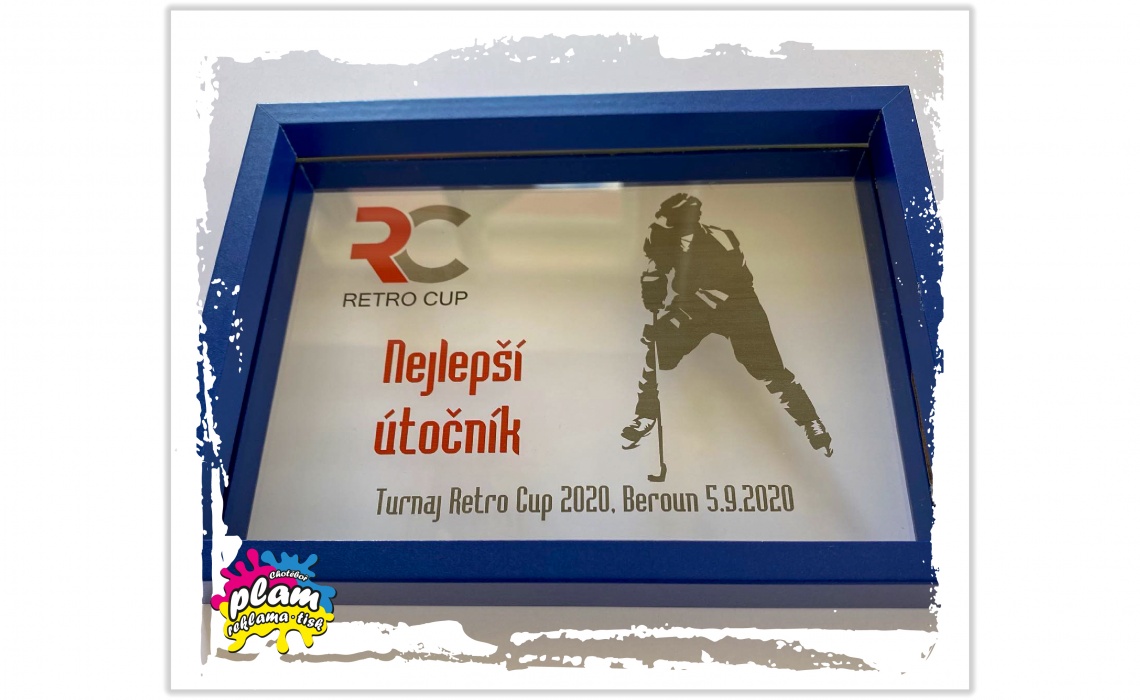 RC
RETRO CUP
Nejlepší
útočník
Turnaj Retro Cup 2020, Beroun 5.9.2020
Chotěboř
plam
reklama-tisk